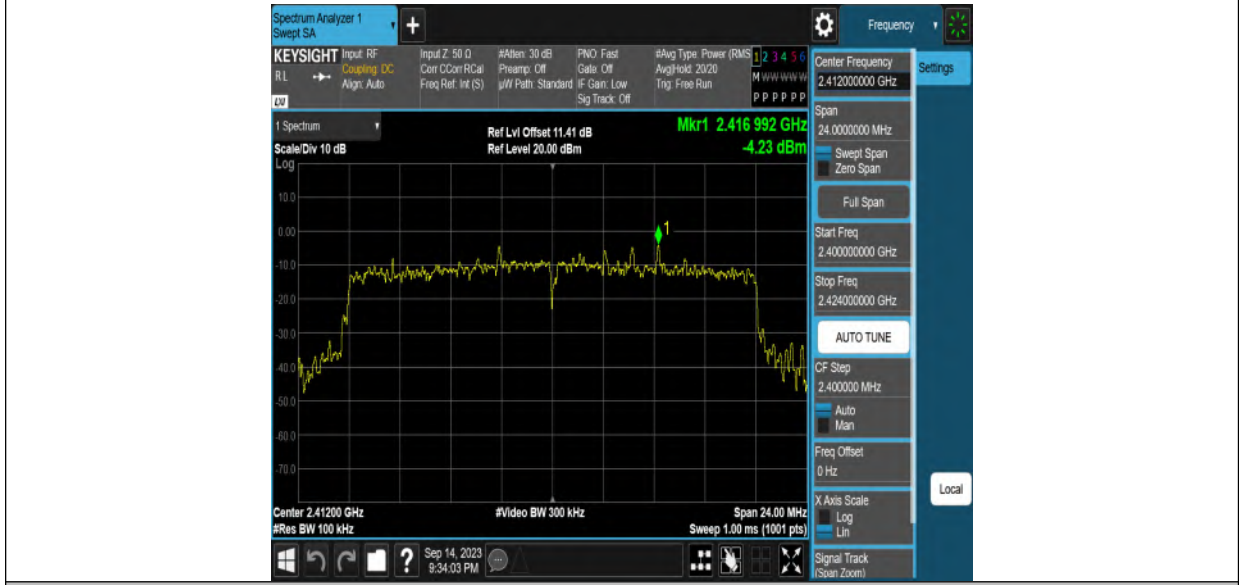 Spectrum Analyzer 1
Swept SA
+
Frequency
KEYSIGHT
RL
LXI
Input: RF
Coupling: DC
Align: Auto
Input Z: 50 Ω
Corr CCorr RCal
Freq Ref: Int (S)
#Atten: 30 dB
Preamp: Off
µW Path: Standard
PNO: Fast
Gate: Off
IF Gain: Low
Sig Track: Off
#Avg Type: Power (RMS
Avg|Hold: 20/20
Trig: Free Run
1 2 3 4 5 6
M W W W W W
P P P P P P
1 Spectrum
Scale/Div 10 dB
Log
Ref Lvl Offset 11.41 dB
Ref Level 20.00 dBm
Mkr1 2.416 992 GHz
-4.23 dBm
10.0
0.00
-10.0
-20.0
-30.0
-40.0
-50.0
-60.0
-70.0
1
Center 2.41200 GHz
#Res BW 100 kHz
#Video BW 300 kHz
Span 24.00 MHz
Sweep 1.00 ms (1001 pts)
Center Frequency
2.412000000 GHz
Settings
Span
24.0000000 MHz
Swept Span
Zero Span
Full Span
Start Freq
2.400000000 GHz
Stop Freq
2.424000000 GHz
AUTO TUNE
CF Step
2.400000 MHz
Auto
Man
Freq Offset
0 Hz
X Axis Scale
Log
Lin
Local
Signal Track
(Span Zoom)
?
Sep 14, 2023
9:34:03 PM